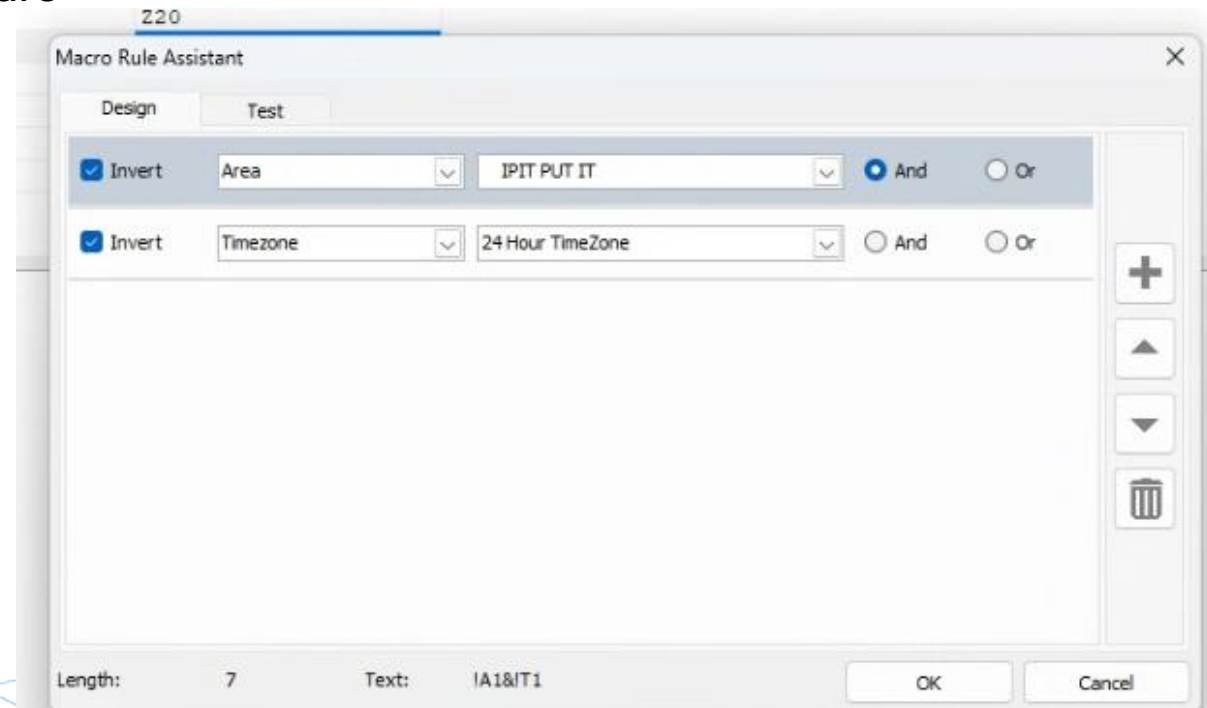 Z20
Macro Rule Assistant
Design Test
Invert Area IPIT PUT IT And Or
Invert Timezone 24 Hour TimeZone And Or
Length: 7 Text: !A1&!T1 OK Cancel